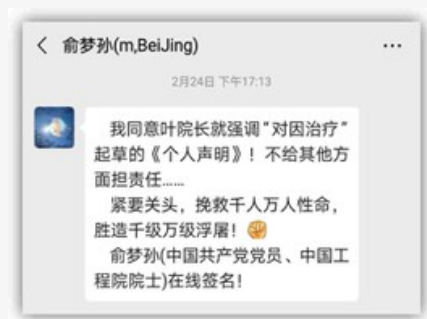 俞梦孙(m,BeiJing)
2月24日 下午17:13
我同意叶院长就强调“对因治疗”
起草的《个人声明》！不给其他方
面担责任……
紧要关头，挽救千人万人性命，
胜造千级万级浮屠！
俞梦孙(中国共产党党员、中国工
程院院士)在线签名!